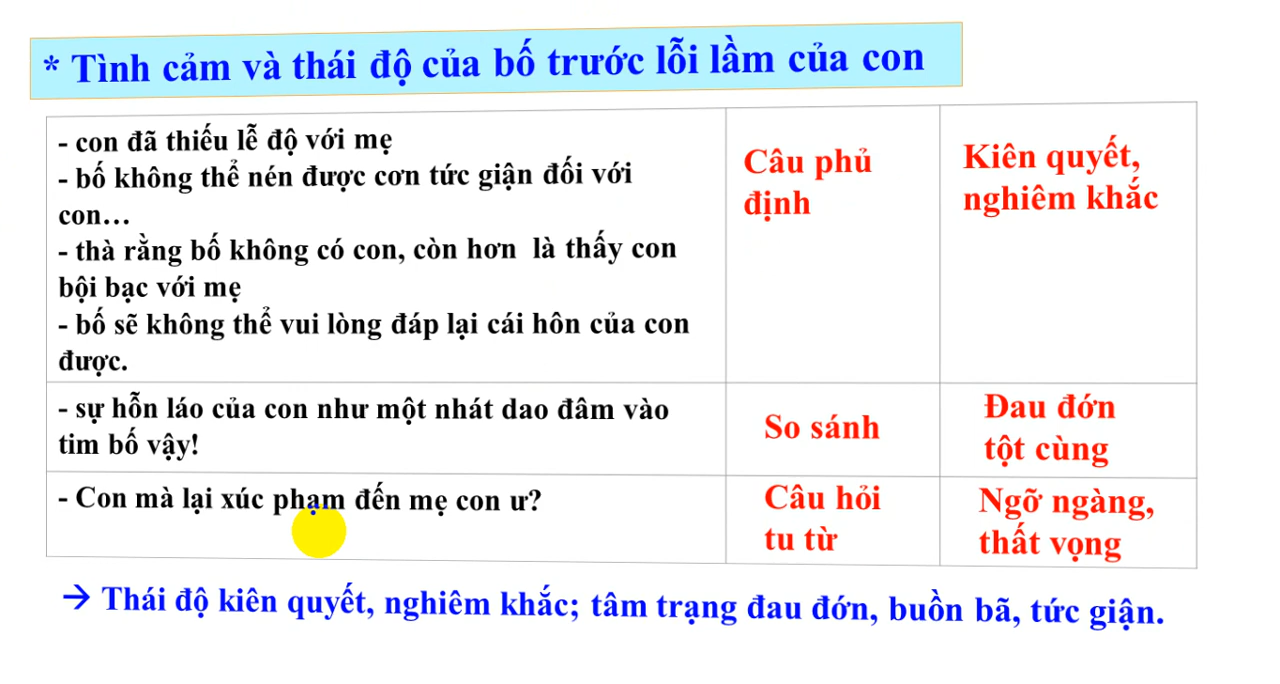 * Tình cảm và thái độ của bố trước lỗi lầm của con
- con đã thiếu lễ độ với mẹ
- bố không thể nén được cơn tức giận đối với
con...
- thà rằng bố không có con, còn hơn là thấy con
bội bạc với mẹ
- bố sẽ không thể vui lòng đáp lại cái hôn của con
được.
Câu phủ
định
Kiên quyết,
nghiêm khắc
- sự hỗn láo của con như một nhát dao đâm vào
tim bố vậy!
So sánh
Đau đớn
tột cùng
- Con mà lại xúc phạm đến mẹ con ư?
Câu hỏi
tu từ
Ngỡ ngàng,
thất vọng
→ Thái độ kiên quyết, nghiêm khắc; tâm trạng đau đớn, buồn bã, tức giận.